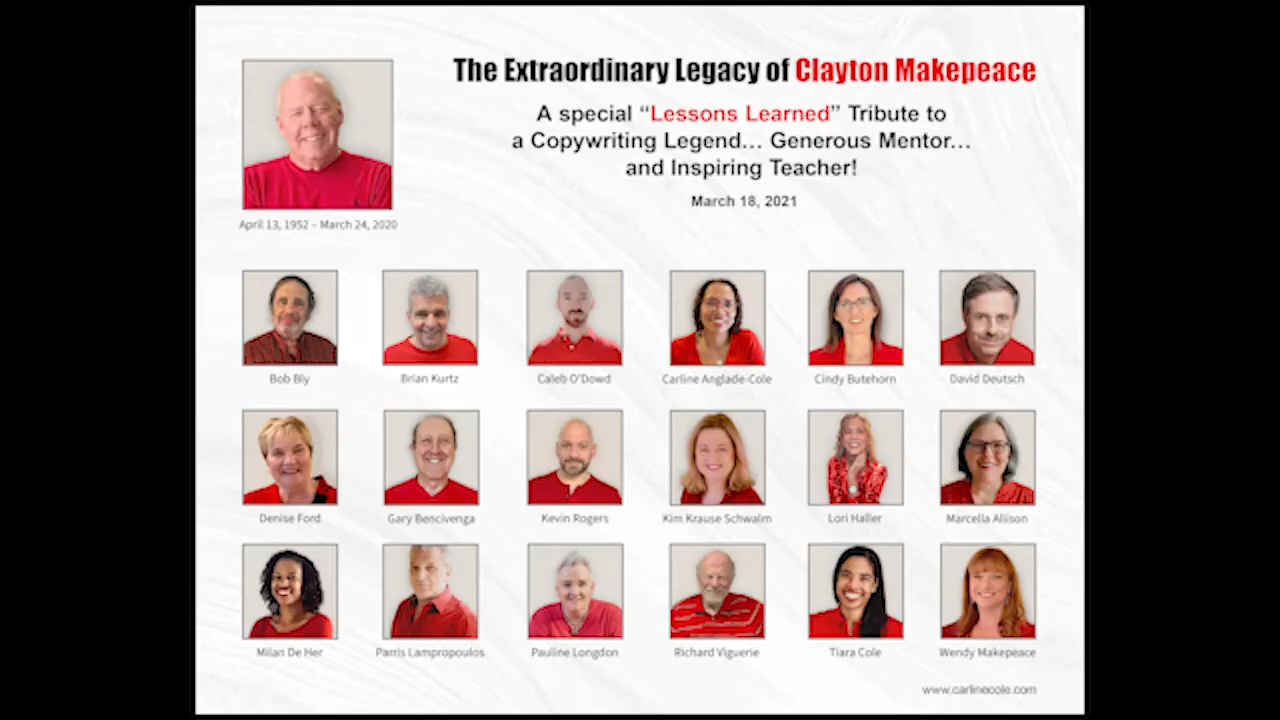 The Extraordinary Legacy of Clayton Makepeace
A special “Lessons Learned” Tribute to
a Copywriting Legend... Generous Mentor...
and Inspiring Teacher!
March 18, 2021
April 13, 1952 – March 24, 2020
Bob Bly
Brian Kurtz
Caleb O'Dowd
Carline Anglade-Cole
Cindy Butehorn
David Deutsch
Denise Ford
Gary Bencivenga
Kevin Rogers
Kim Krause Schwalm
Lori Haller
Marcella Allison
Milan De Her
Parris Lampropoulos
Pauline Longdon
Richard Viguerie
Tiara Cole
Wendy Makepeace
www.carlinecole.com